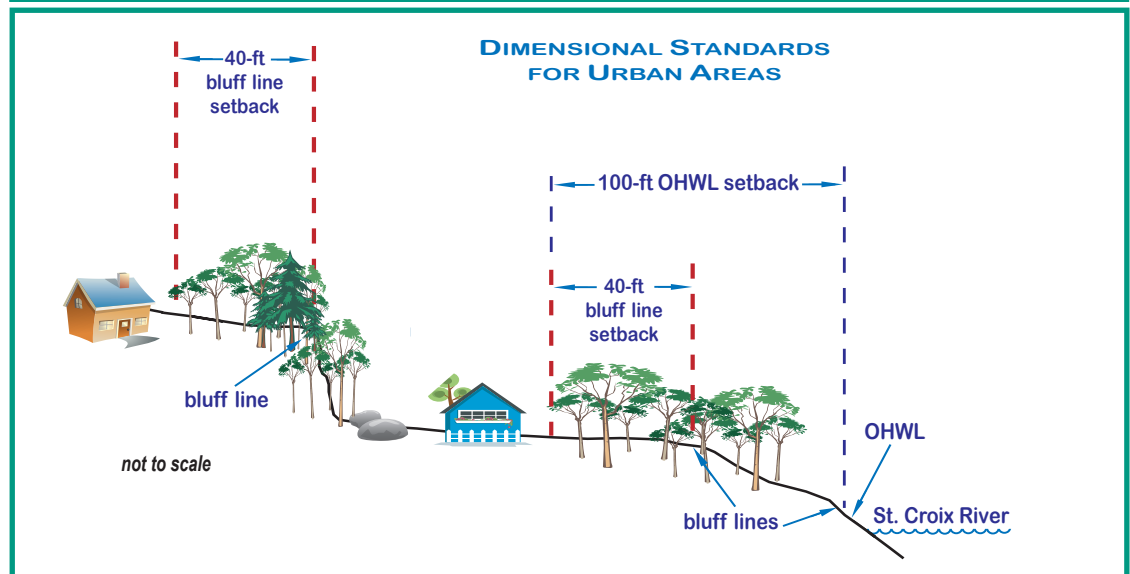 DIMENSIONAL STANDARDS
FOR URBAN AREAS
40-ft
bluff line
setback
100-ft OHWL setback
40-ft
bluff line
setback
bluff line
not to scale
OHWL
St. Croix River
bluff lines